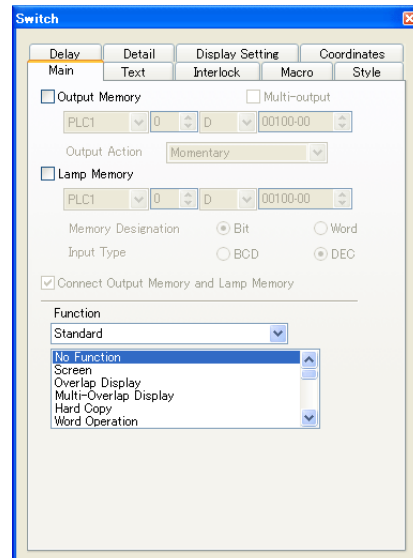 Switch
Delay Detail Display Setting Coordinates
Main Text Interlock Macro Style
Output Memory Multi-output
PLC1 0 D 00100-00
Output Action Momentary
Lamp Memory
PLC1 0 D 00100-00
Memory Designation Bit Word
Input Type BCD DEC
Connect Output Memory and Lamp Memory
Function
Standard
No Function
Screen
Overlap Display
Multi-Overlap Display
Hard Copy
Word Operation